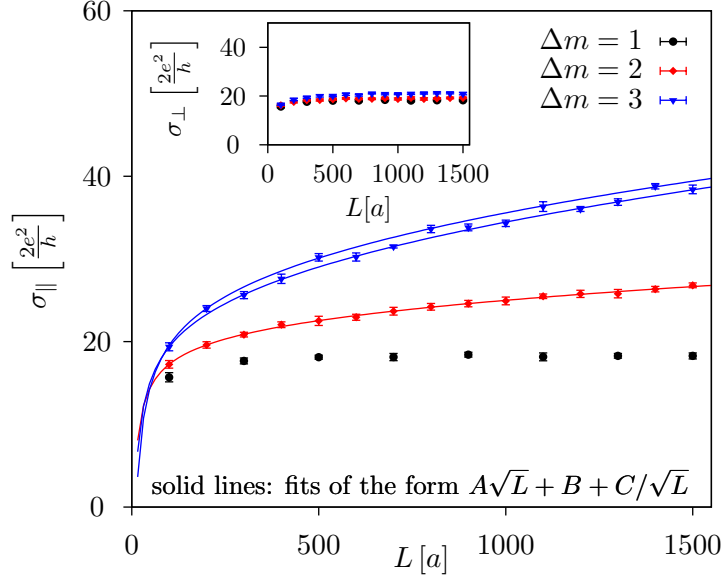 60
40
20
0
σ∥ [2e²/h]
40
20
0
σ⊥ [2e²/h]
0 500 1000 1500
L[a]
Δm = 1
Δm = 2
Δm = 3
solid lines: fits of the form A√L + B + C/√L
0 500 1000 1500
L [a]